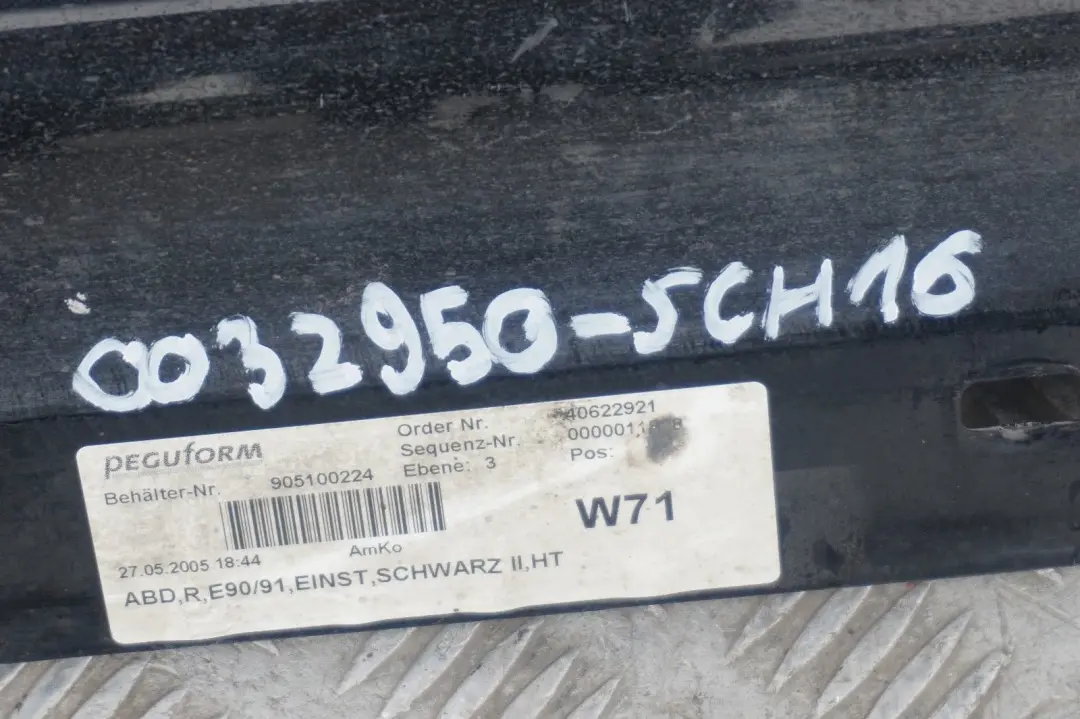 0032950-SCH16
PEGUFORM
Order Nr. 40622921
Sequenz-Nr.
Behälter-Nr. 905100224 Ebene: 3 Pos:
W71
AmKo
27.05.2005 18:44
ABD,R,E90/91,EINST,SCHWARZ II,HT